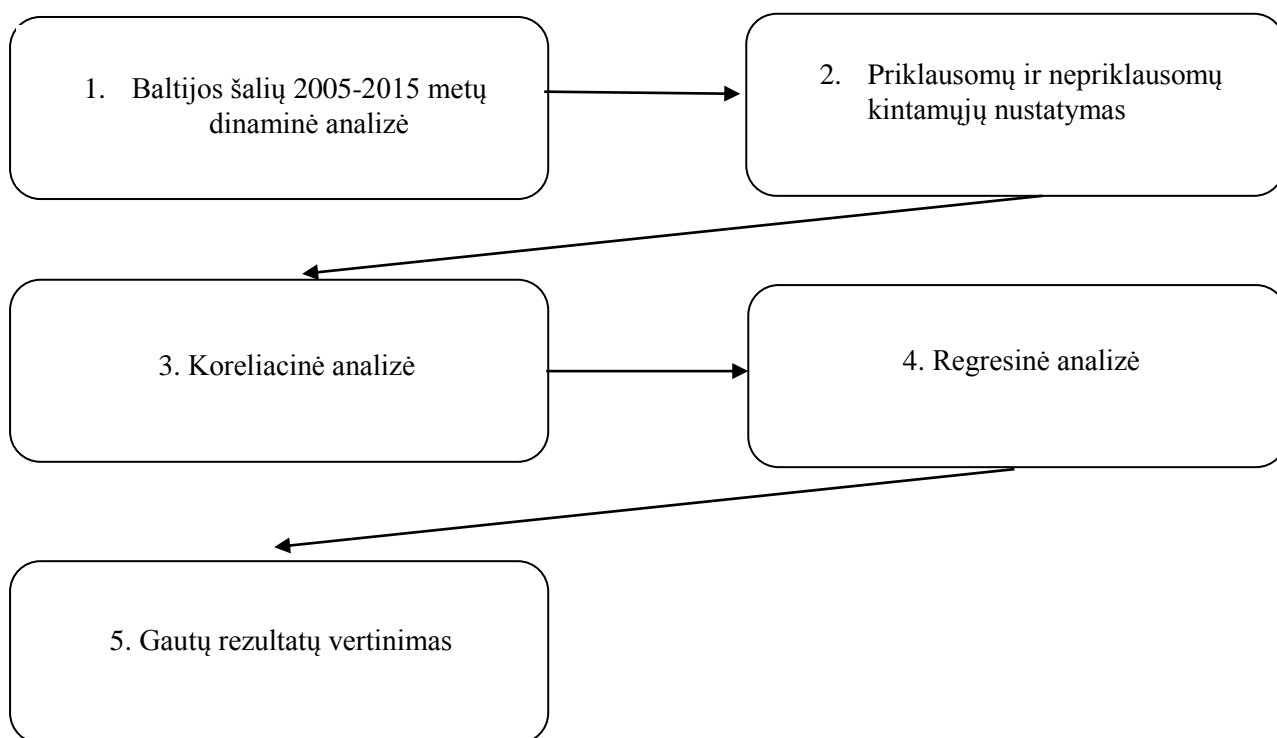 1. Baltijos šalių 2005-2015 metų
dinaminė analizė
2. Priklausomų ir nepriklausomų
kintamųjų nustatymas
3. Koreliacinė analizė
4. Regresinė analizė
5. Gautų rezultatų vertinimas